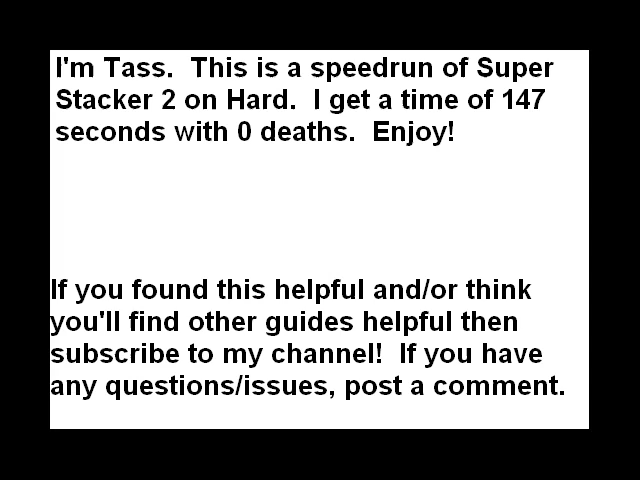 I'm Tass.  This is a speedrun of Super
Stacker 2 on Hard.  I get a time of 147
seconds with 0 deaths.  Enjoy!
If you found this helpful and/or think
you'll find other guides helpful then
subscribe to my channel!  If you have
any questions/issues, post a comment.